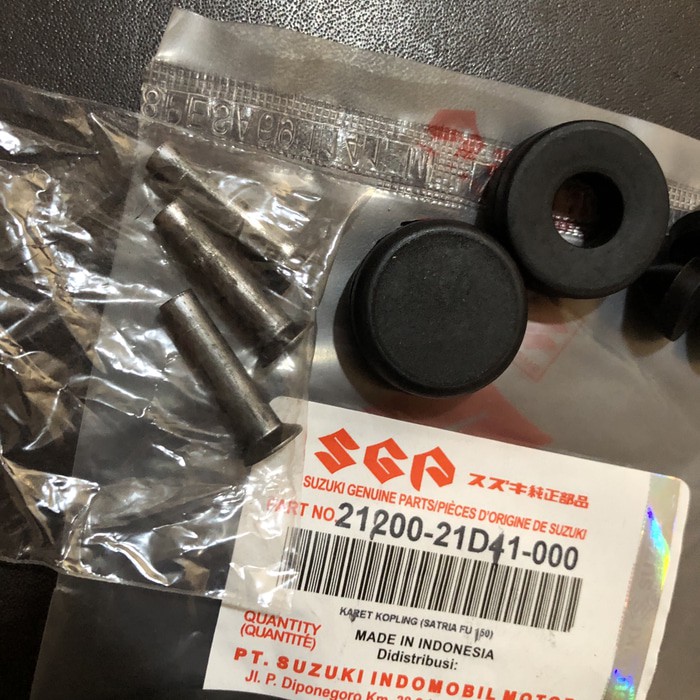 SGP スズキ純正部品
SUZUKI GENUINE PARTS/PIÈCES D'ORIGINE DE SUZUKI
PART NO 21200-21D41-000
KARET KOPLING (SATRIA FU 150)
QUANTITY
(QUANTITÉ)
MADE IN INDONESIA
Didistribusi:
PT. SUZUKI INDOMOBIL MOTOR
Jl. P. Diponegoro Km.